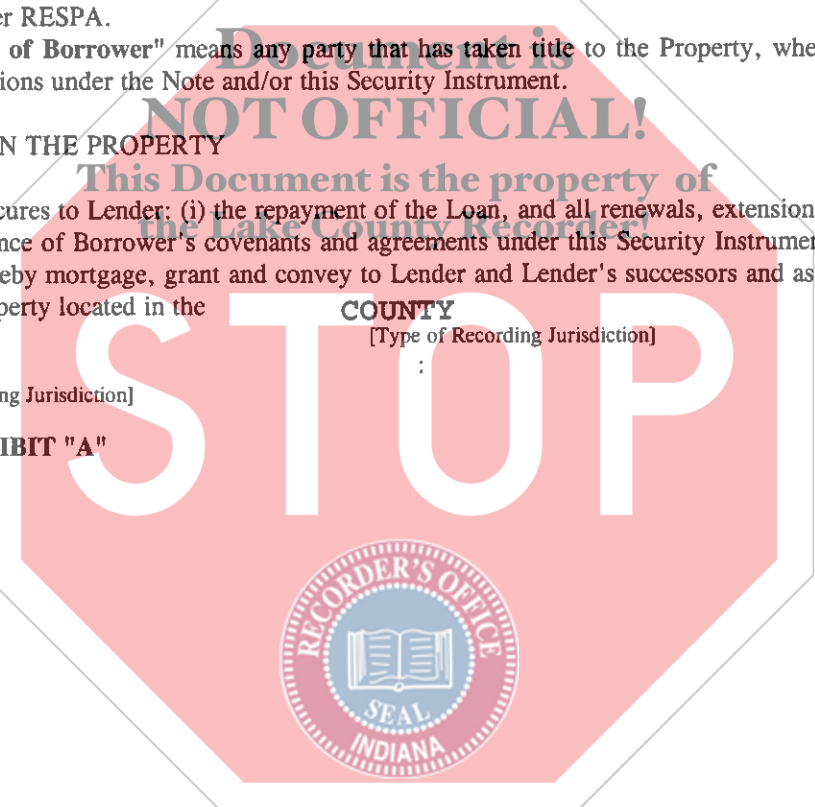 er RESPA.
Document is
of Borrower" means any party that has taken title to the Property, whe
ions under the Note and/or this Security Instrument.
NOT OFFICIAL!
N THE PROPERTY
This Document is the property of
cures to Lender: (i) the repayment of the Loan, and all renewals, extension
the Lake County Recorder!
nce of Borrower's covenants and agreements under this Security Instrumen
eby mortgage, grant and convey to Lender and Lender's successors and as
perty located in the COUNTY
[Type of Recording Jurisdiction]
:
ng Jurisdiction]
IBIT "A"
STOP
RECORDER'S OFFICE
SEAL
INDIANA